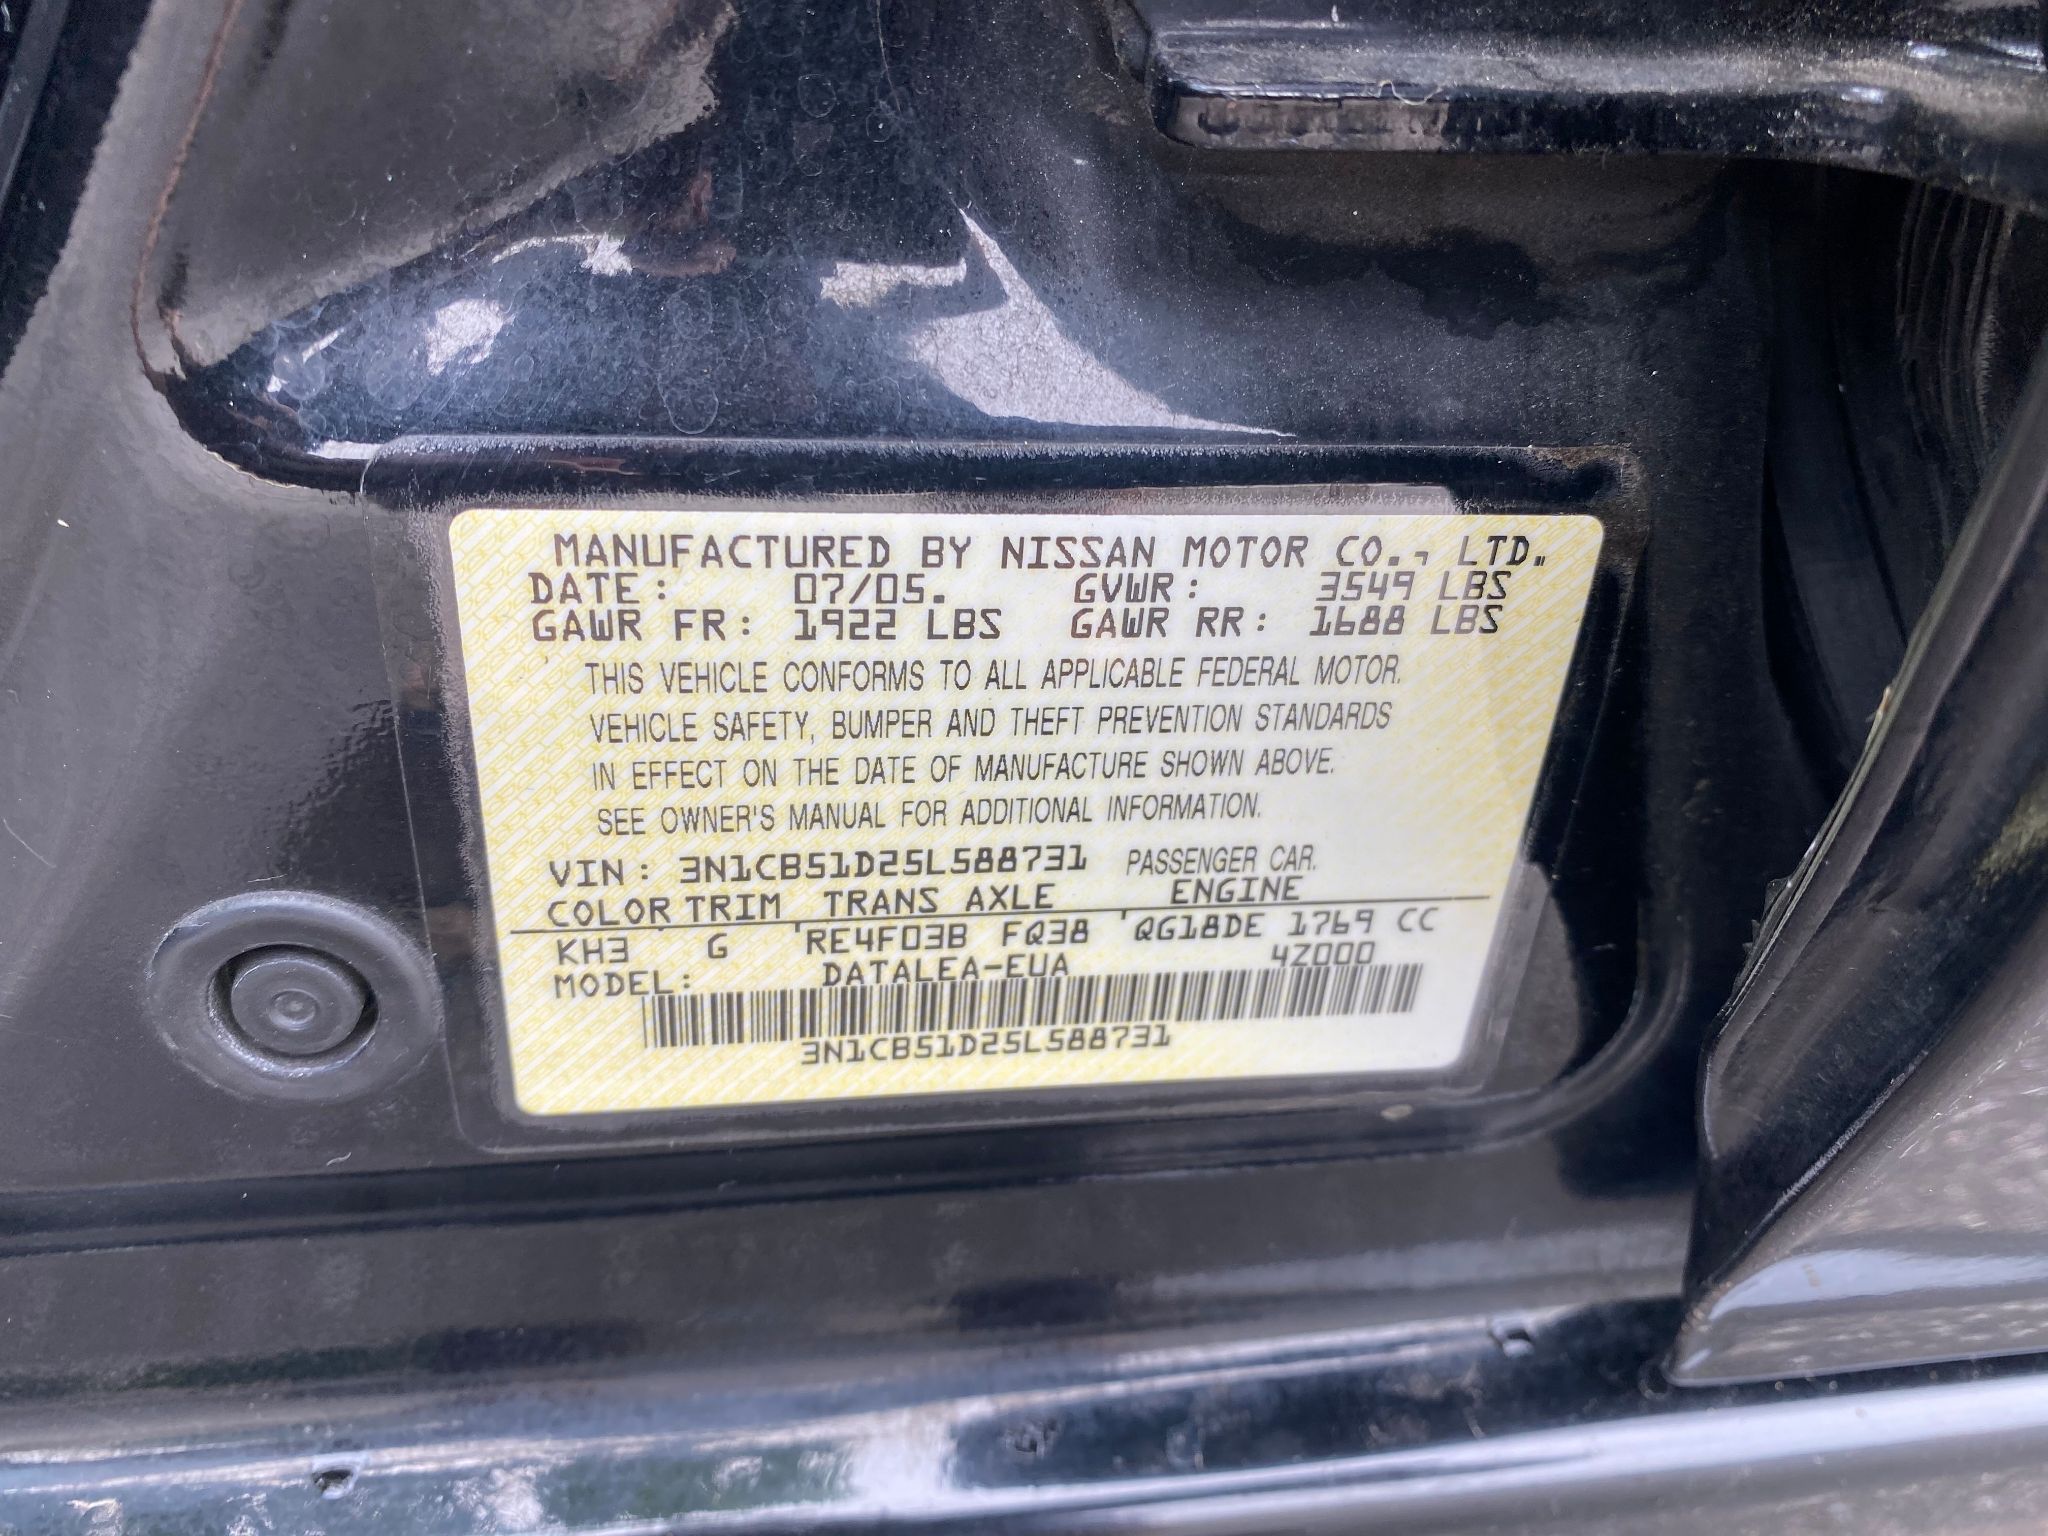 MANUFACTURED BY NISSAN MOTOR CO., LTD.
DATE: 07/05. GVWR: 3549 LBS
GAWR FR: 1922 LBS GAWR RR: 1688 LBS
THIS VEHICLE CONFORMS TO ALL APPLICABLE FEDERAL MOTOR.
VEHICLE SAFETY, BUMPER AND THEFT PREVENTION STANDARDS
IN EFFECT ON THE DATE OF MANUFACTURE SHOWN ABOVE.
SEE OWNER'S MANUAL FOR ADDITIONAL INFORMATION.
VIN: 3N1CB51D25L588731 PASSENGER CAR.
COLOR TRIM TRANS AXLE ENGINE
KH3 G RE4F03B FQ38 QG18DE 1769 CC
MODEL: DATALEA-EUA 4Z000
3N1CB51D25L588731